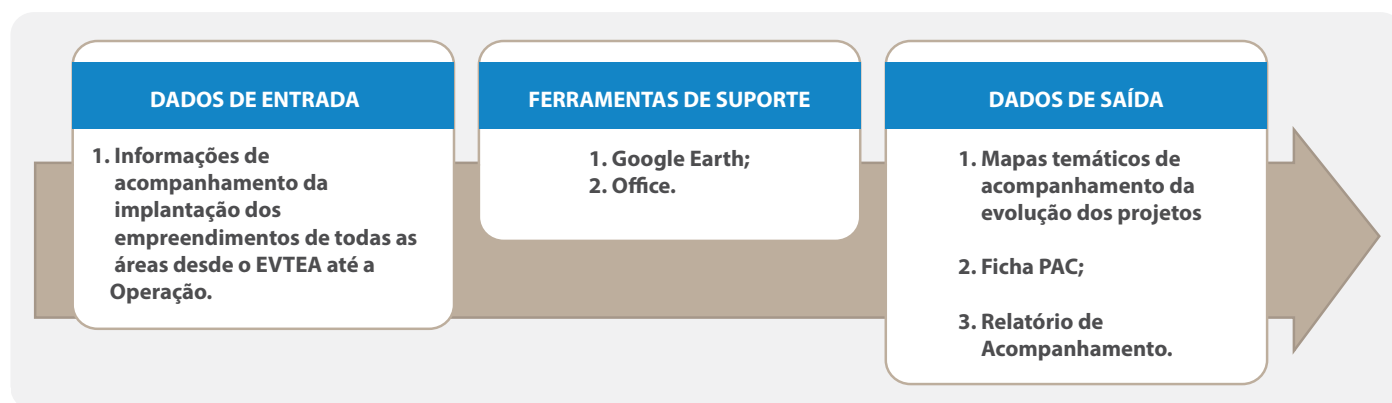 DADOS DE ENTRADA
1. Informações de
acompanhamento da
implantação dos
empreendimentos de todas as
áreas desde o EVTEA até a
Operação.
FERRAMENTAS DE SUPORTE
1. Google Earth;
2. Office.
DADOS DE SAÍDA
1. Mapas temáticos de
acompanhamento da
evolução dos projetos
2. Ficha PAC;
3. Relatório de
Acompanhamento.